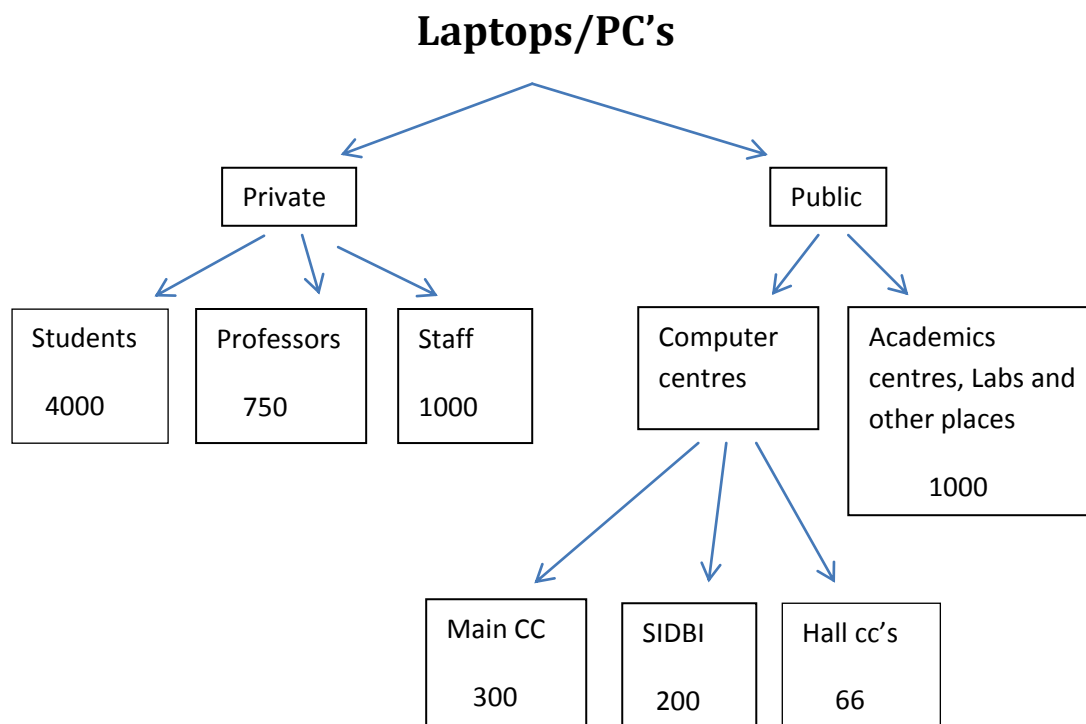 Laptops/PC’s
Private
Public
Students
4000
Professors
750
Staff
1000
Computer
centres
Academics
centres, Labs and
other places
1000
Main CC
300
SIDBI
200
Hall cc’s
66